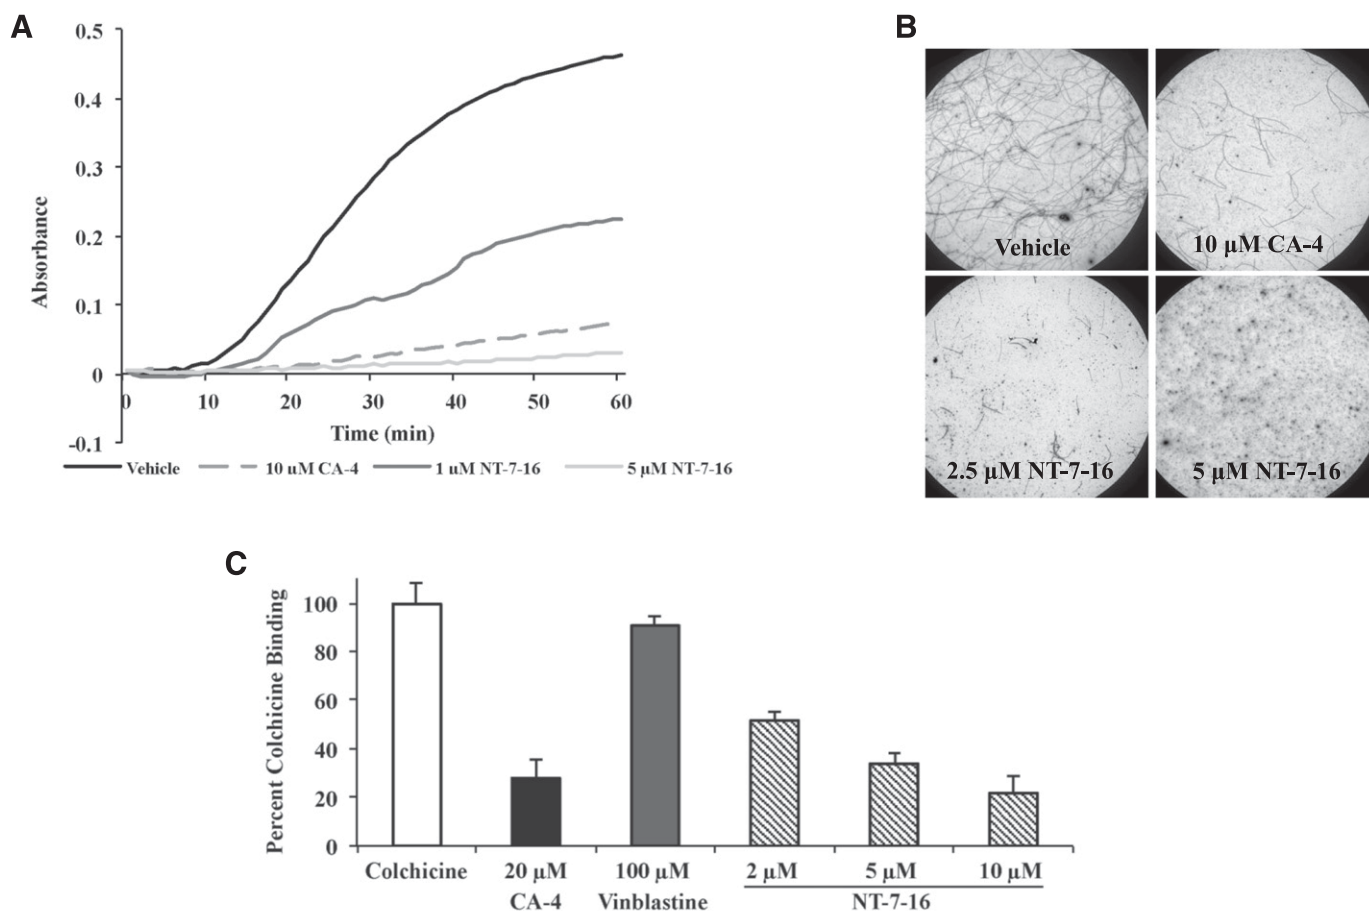 A
0.5
0.4
0.3
0.2
0.1
0
-0.1
Absorbance
0 10 20 30 40 50 60
Time (min)
Vehicle 10 uM CA-4 1 uM NT-7-16 5 μM NT-7-16
B
Vehicle
10 μM CA-4
2.5 μM NT-7-16
5 μM NT-7-16
C
Percent Colchicine Binding
100
80
60
40
20
0
Colchicine 20 μM 100 μM 2 μM 5 μM 10 μM
CA-4 Vinblastine NT-7-16